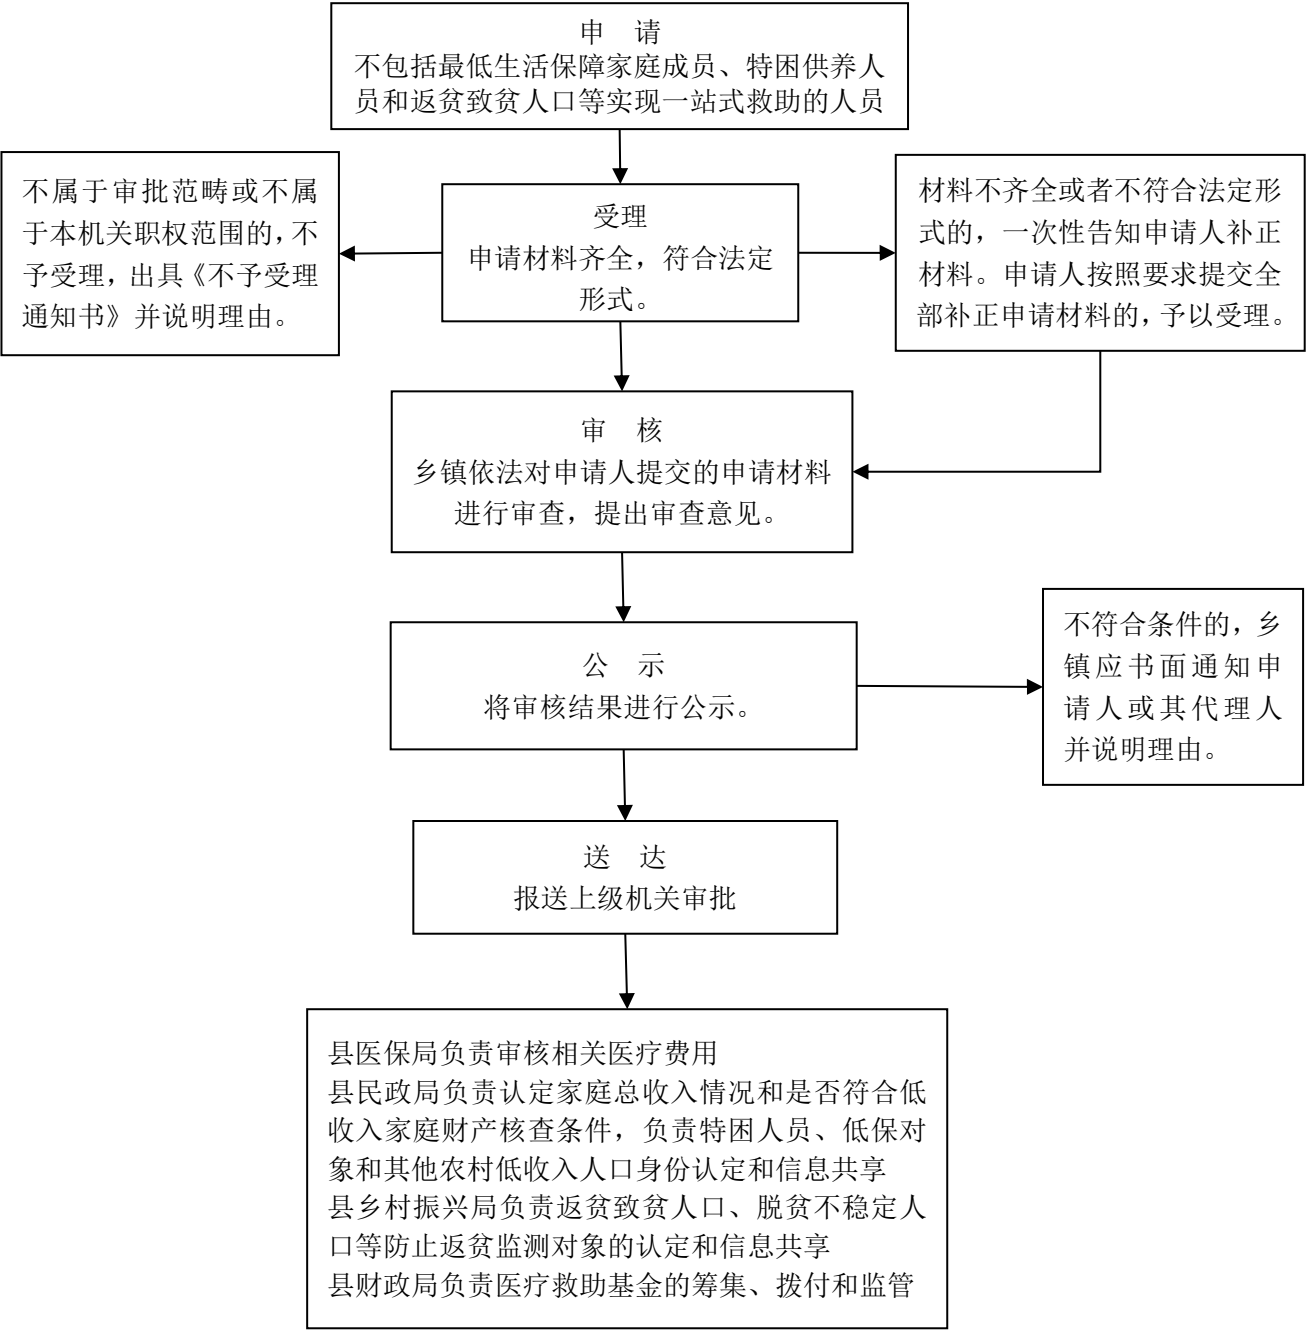 申　请
不包括最低生活保障家庭成员、特困供养人
员和返贫致贫人口等实现一站式救助的人员
不属于审批范畴或不属
于本机关职权范围的，不
予受理，出具《不予受理
通知书》并说明理由。
受理
申请材料齐全，符合法定
形式。
材料不齐全或者不符合法定形
式的，一次性告知申请人补正
材料。申请人按照要求提交全
部补正申请材料的，予以受理。
审　核
乡镇依法对申请人提交的申请材料
进行审查，提出审查意见。
公　示
将审核结果进行公示。
不符合条件的，乡
镇应书面通知申
请人或其代理人
并说明理由。
送　达
报送上级机关审批
县医保局负责审核相关医疗费用
县民政局负责认定家庭总收入情况和是否符合低
收入家庭财产核查条件，负责特困人员、低保对
象和其他农村低收入人口身份认定和信息共享
县乡村振兴局负责返贫致贫人口、脱贫不稳定人
口等防止返贫监测对象的认定和信息共享
县财政局负责医疗救助基金的筹集、拨付和监管